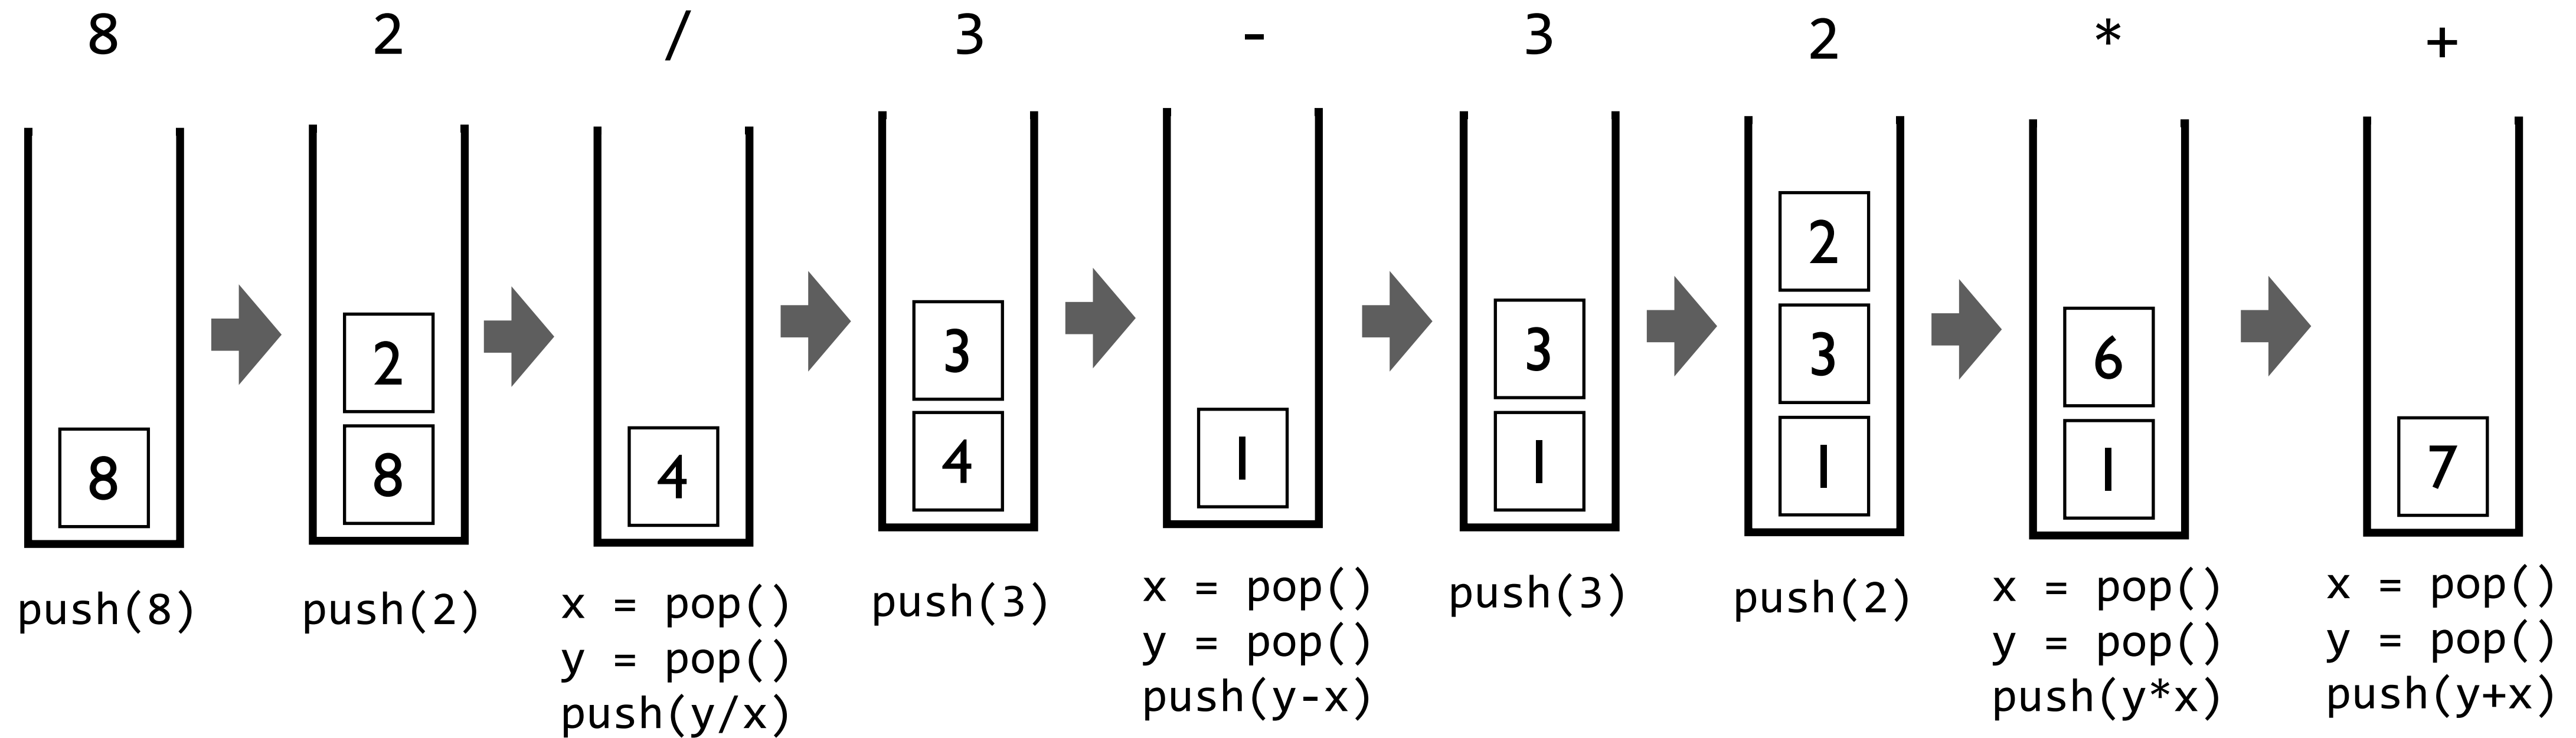 8 2 / 3 - 3 2 * +
2
2 3 3 3 6
8 8 4 4 1 1 1 1 7
push(8) push(2) x = pop() push(3) x = pop() push(3) push(2) x = pop() x = pop()
y = pop() y = pop() y = pop() y = pop()
push(y/x) push(y-x) push(y*x) push(y+x)